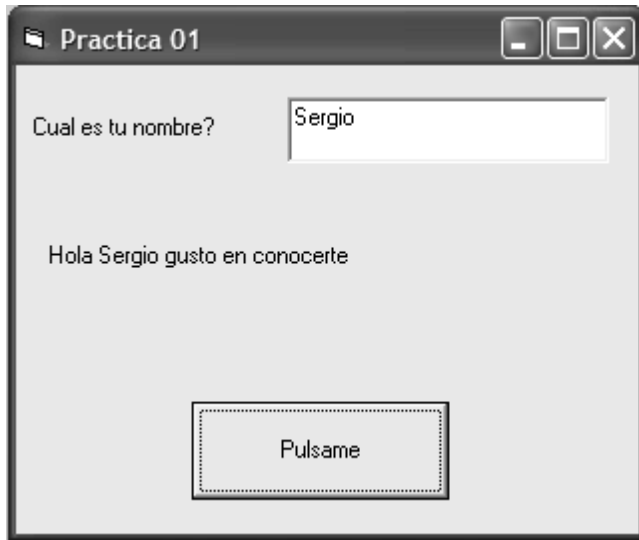 Practica 01
Cual es tu nombre?
Sergio
Hola Sergio gusto en conocerte
Pulsame